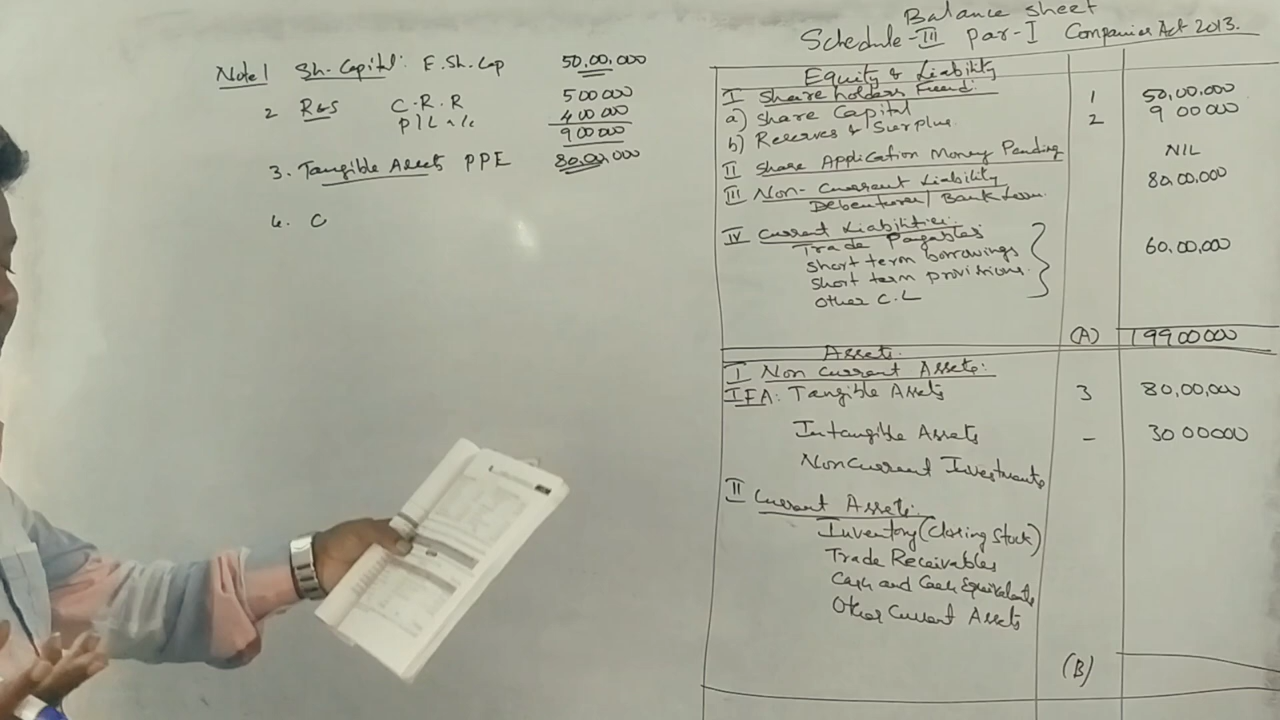 Balance sheet
Schedule-III par-I Companies Act 2013.
Note 1 Sh. Capital: E.Sh.Cap 50,00,000
2 R&S C.R.R 500000
P/L a/c 400000
900000
3. Tangible Assets PPE 80,00,000
4. C
Equity & Liability
I Share holders Fund:
a) Share Capital 1 50,00,000
b) Reserves & Surplus 2 900000
II Share Application Money Pending NIL
III Non-Current Liability 80,00,000
Debentures/Bank Loan
IV Current Liabilities:
Trade Payables
Short term borrowings 60,00,000
Short term provisions
Other C.L
(A) 19900000
Assets
I Non Current Assets:
I FA: Tangible Assets 3 80,00,000
Intangible Assets - 3000000
Non Current Investments
II Current Assets:
Inventory (Closing Stock)
Trade Receivables
Cash and Cash Equivalents
Other Current Assets
(B)